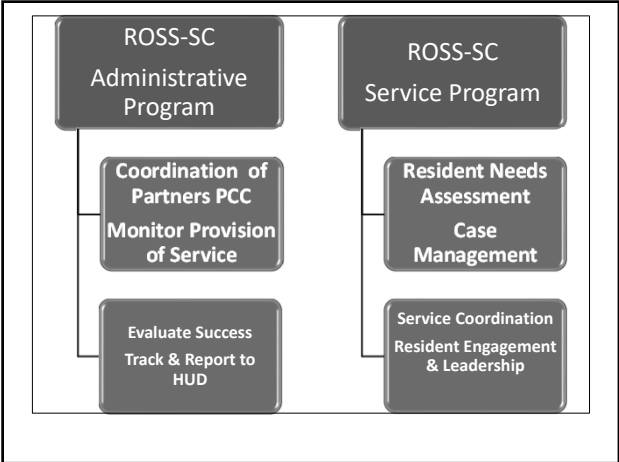 ROSS-SC
Administrative
Program
Coordination of
Partners PCC
Monitor Provision
of Service
Evaluate Success
Track & Report to
HUD
ROSS-SC
Service Program
Resident Needs
Assessment
Case
Management
Service Coordination
Resident Engagement
& Leadership